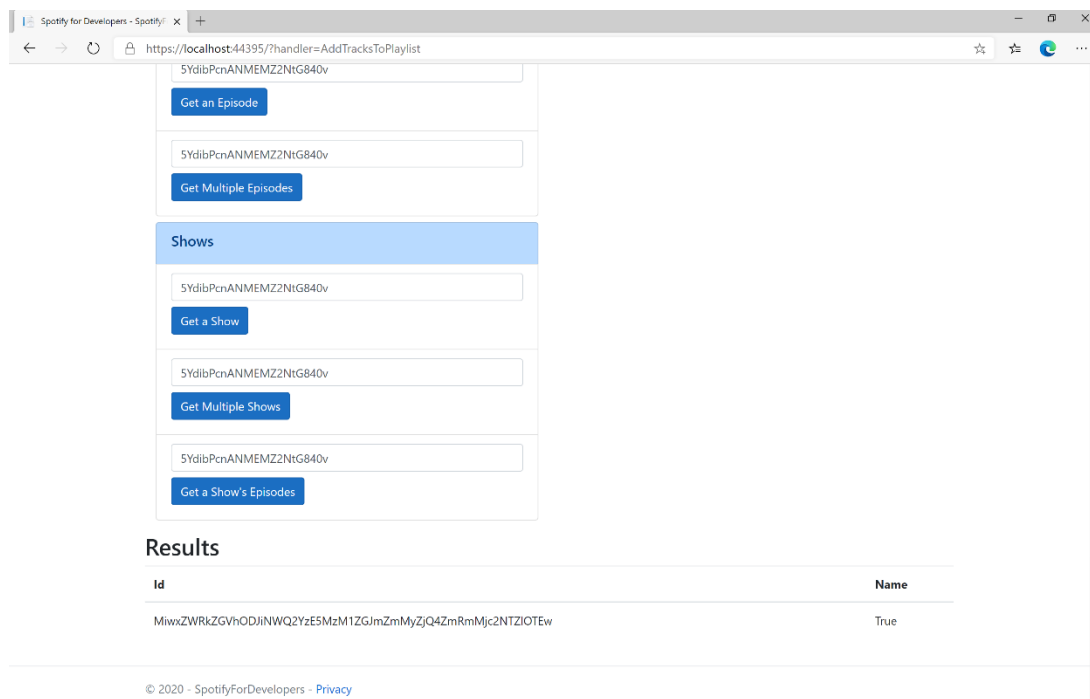 Spotify for Developers - Spotify
https://localhost:44395/?handler=AddTracksToPlaylist
5YdibPcnANMEMZ2NtG840v
Get an Episode
5YdibPcnANMEMZ2NtG840v
Get Multiple Episodes
Shows
5YdibPcnANMEMZ2NtG840v
Get a Show
5YdibPcnANMEMZ2NtG840v
Get Multiple Shows
5YdibPcnANMEMZ2NtG840v
Get a Show's Episodes
Results
Id Name
MiwxZWRkZGVhODJiNWQ2YzE5MzM1ZGJmZmMyZjQ4ZmRmMjc2NTZlOTEw True
© 2020 - SpotifyForDevelopers - Privacy